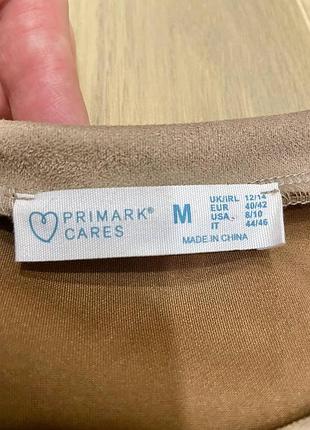 PRIMARK®
CARES
M
UK/IRL 12/14
EUR 40/42
USA 8/10
IT 44/46
MADE IN CHINA